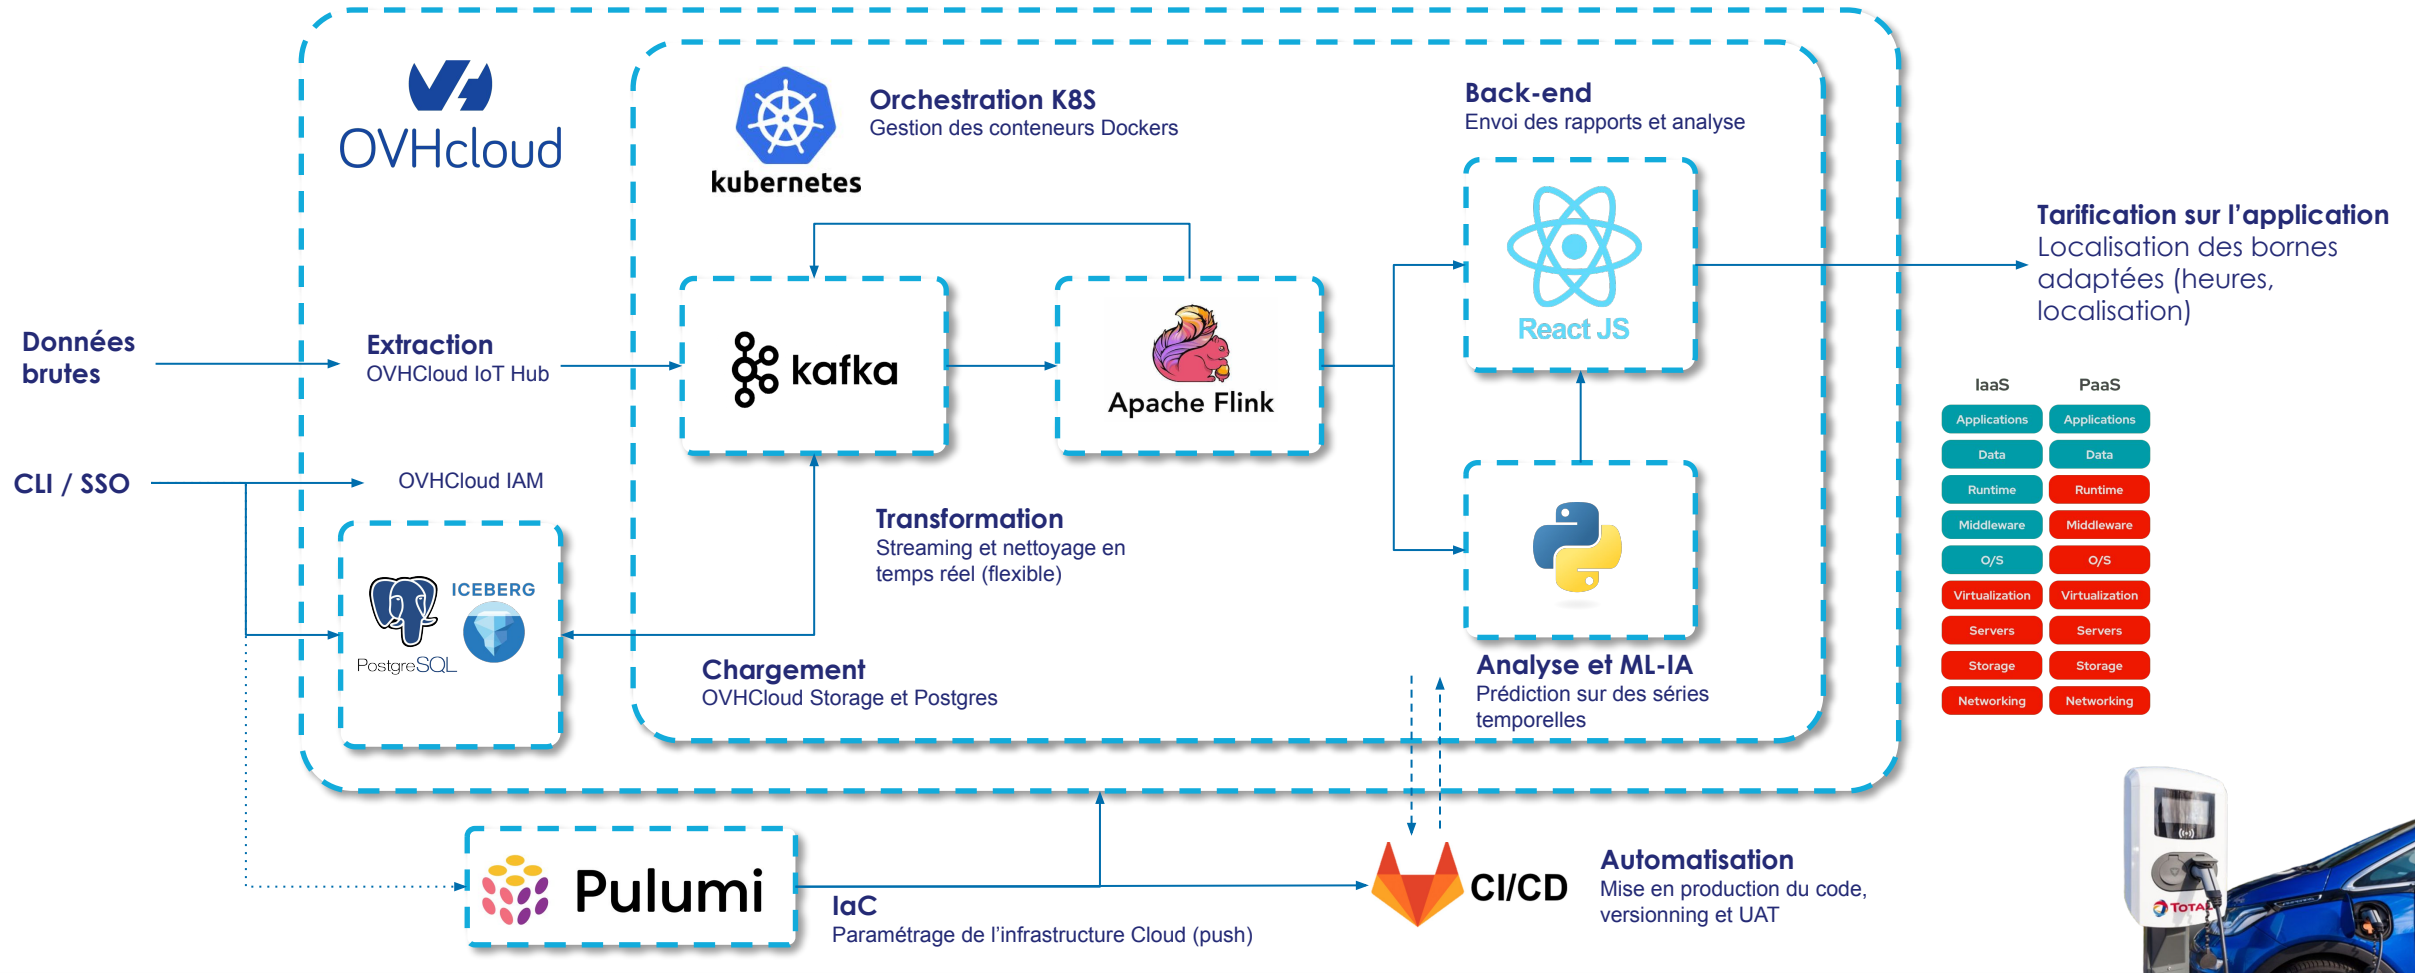 OVHcloud
kubernetes
Orchestration K8S
Gestion des conteneurs Dockers
Back-end
Envoi des rapports et analyse
React JS
Tarification sur l'application
Localisation des bornes
adaptées (heures,
localisation)
Données
brutes
Extraction
OVHCloud IoT Hub
kafka
Apache Flink
CLI / SSO
OVHCloud IAM
PostgreSQL
ICEBERG
Transformation
Streaming et nettoyage en
temps réel (flexible)
Chargement
OVHCloud Storage et Postgres
Analyse et ML-IA
Prédiction sur des séries
temporelles
IaaS PaaS
Applications Applications
Data Data
Runtime Runtime
Middleware Middleware
O/S O/S
Virtualization Virtualization
Servers Servers
Storage Storage
Networking Networking
Pulumi
IaC
Paramétrage de l'infrastructure Cloud (push)
CI/CD
Automatisation
Mise en production du code,
versionning et UAT
TOTAL